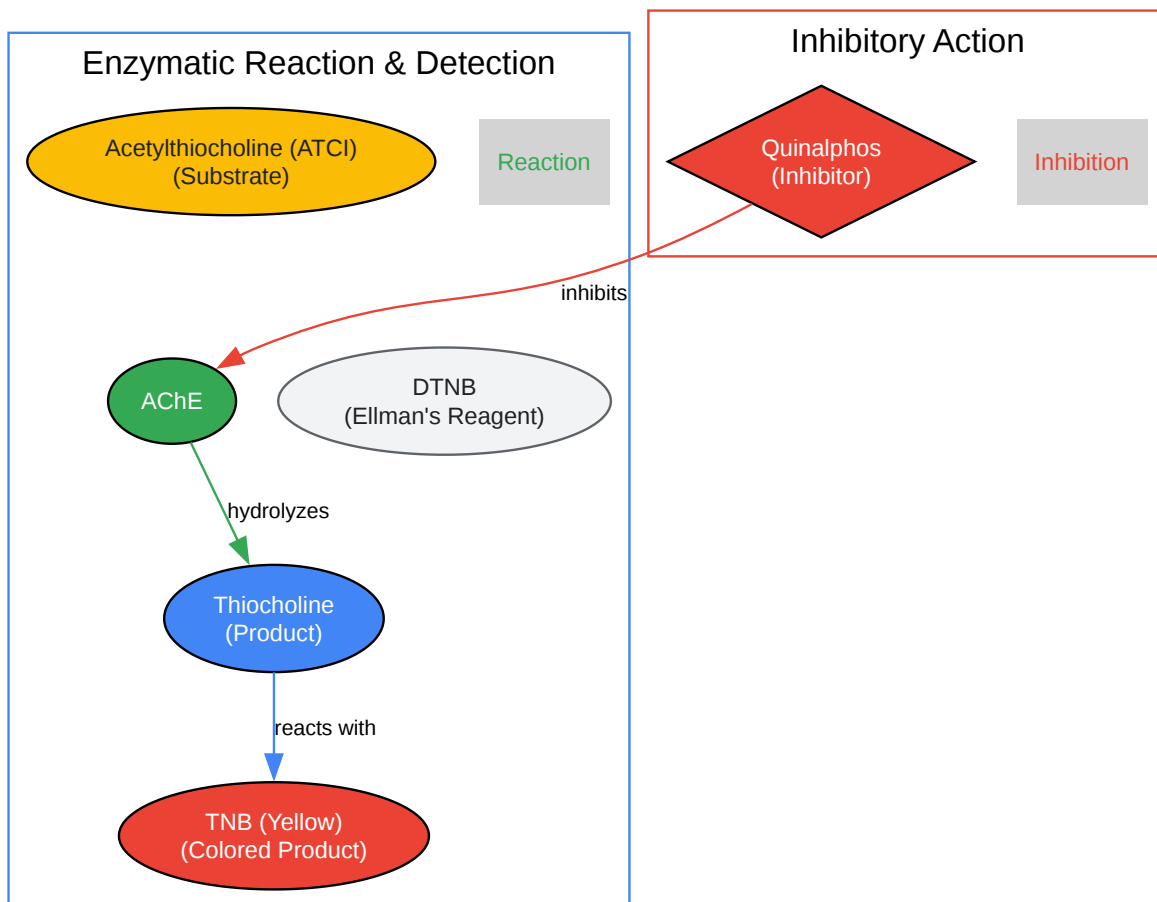 Enzymatic Reaction & Detection
Acetylthiocholine (ATCI)
(Substrate)
Reaction
Inhibitory Action
Quinalphos
(Inhibitor)
Inhibition
inhibits
AChE
DTNB
(Ellman's Reagent)
hydrolyzes
Thiocholine
(Product)
reacts with
TNB (Yellow)
(Colored Product)